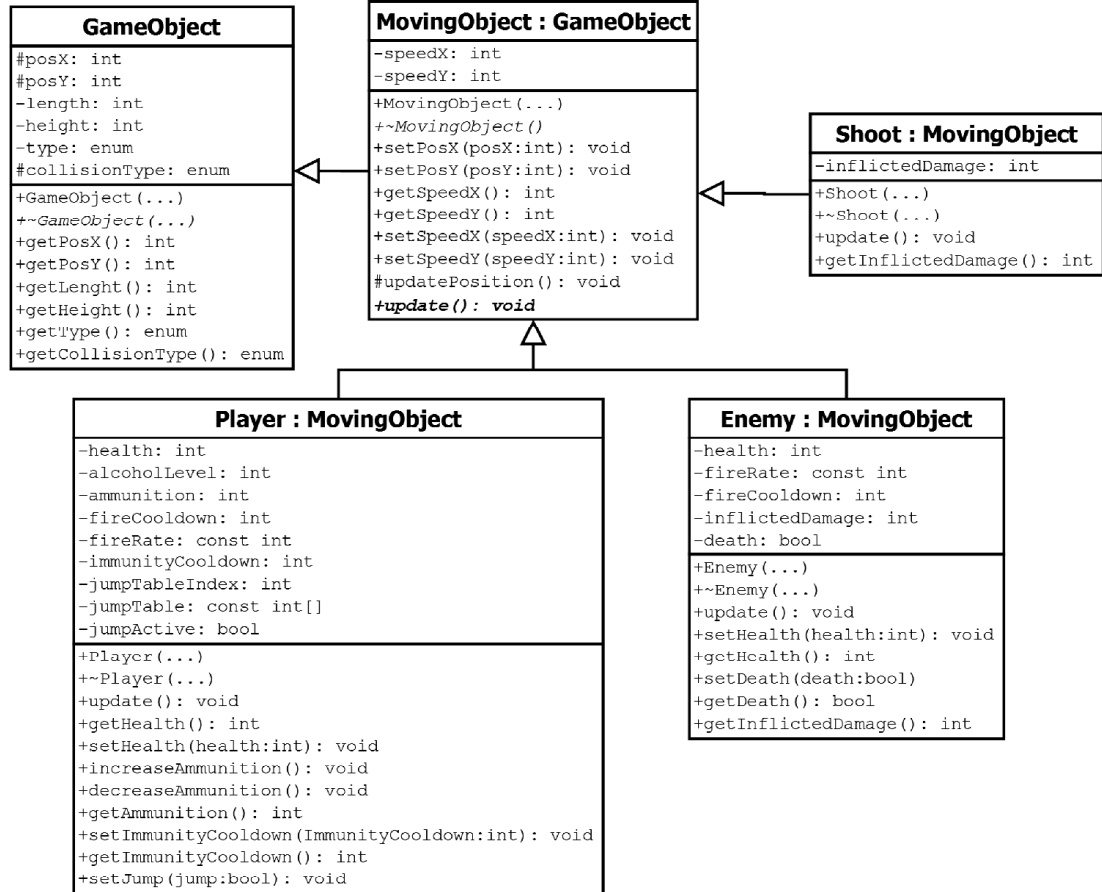 GameObject
#posX: int
#posY: int
-length: int
-height: int
-type: enum
#collisionType: enum
+GameObject(...)
+~GameObject(...)
+getPosX(): int
+getPosY(): int
+getLenght(): int
+getHeight(): int
+getType(): enum
+getCollisionType(): enum
MovingObject : GameObject
-speedX: int
-speedY: int
+MovingObject(...)
+~MovingObject()
+setPosX(posX:int): void
+setPosY(posY:int): void
+getSpeedX(): int
+getSpeedY(): int
+setSpeedX(speedX:int): void
+setSpeedY(speedY:int): void
#updatePosition(): void
+update(): void
Shoot : MovingObject
-inflictedDamage: int
+Shoot(...)
+~Shoot(...)
+update(): void
+getInflictedDamage(): int
Player : MovingObject
-health: int
-alcoholLevel: int
-ammunition: int
-fireCooldown: int
-fireRate: const int
-immunityCooldown: int
-jumpTableIndex: int
-jumpTable: const int[]
-jumpActive: bool
+Player(...)
+~Player(...)
+update(): void
+getHealth(): int
+setHealth(health:int): void
+increaseAmmunition(): void
+decreaseAmmunition(): void
+getAmmunition(): int
+setImmunityCooldown(ImmunityCooldown:int): void
+getImmunityCooldown(): int
+setJump(jump:bool): void
Enemy : MovingObject
-health: int
-fireRate: const int
-fireCooldown: int
-inflictedDamage: int
-death: bool
+Enemy(...)
+~Enemy(...)
+update(): void
+setHealth(health:int): void
+getHealth(): int
+setDeath(death:bool)
+getDeath(): bool
+getInflictedDamage(): int